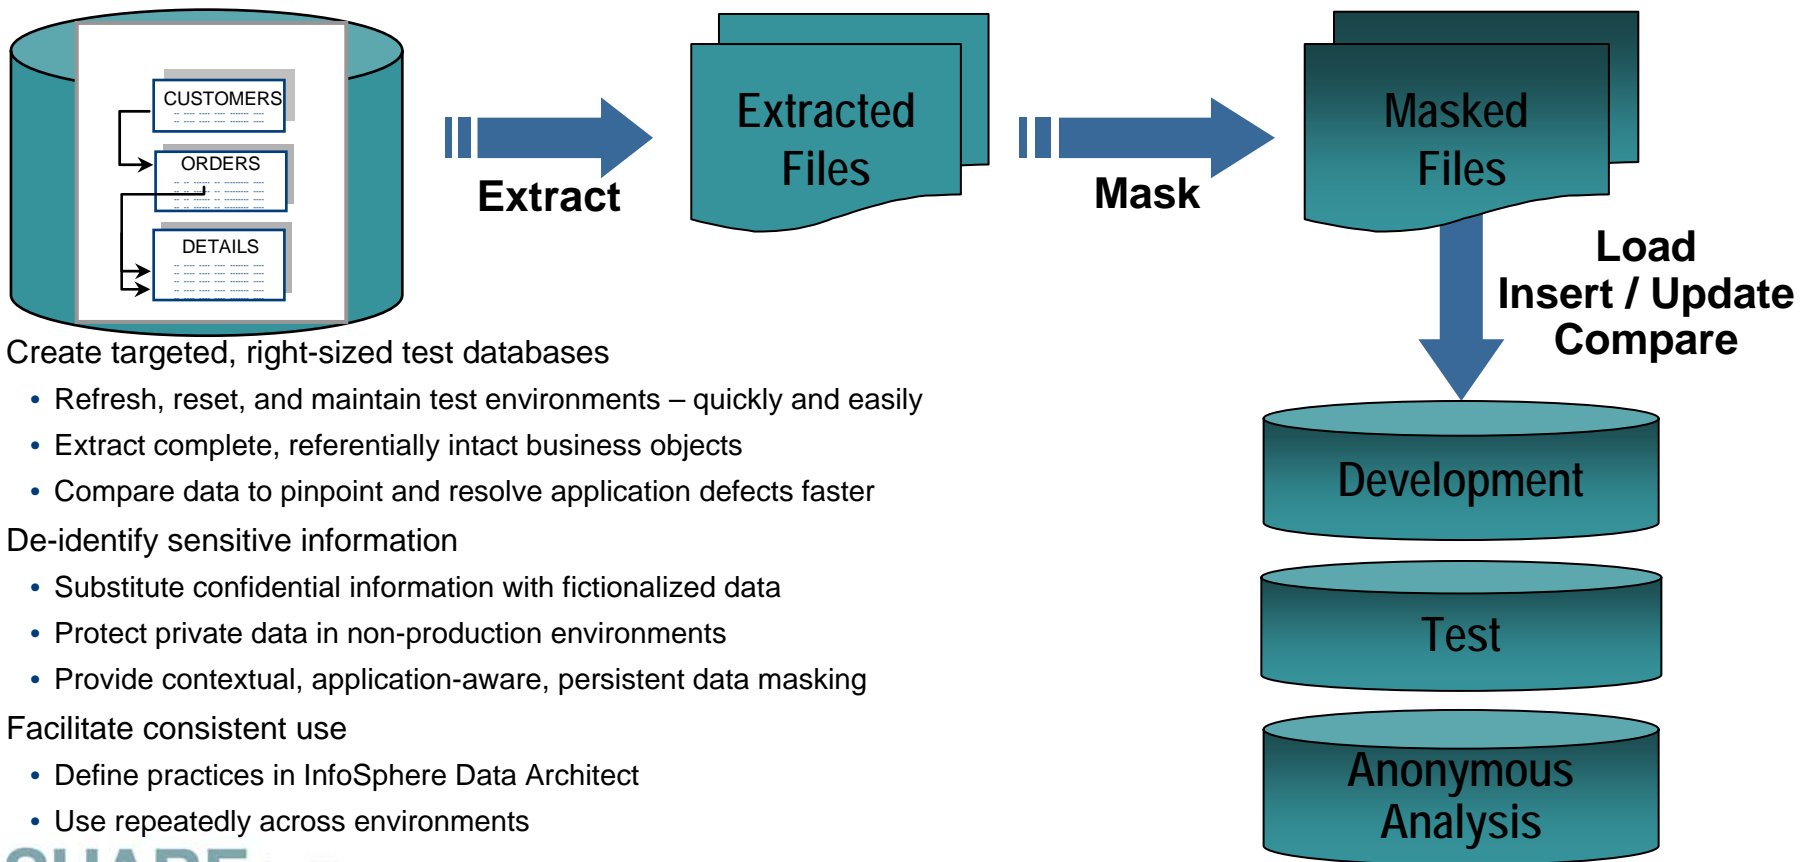 CUSTOMERS
ORDERS
DETAILS
Extract
Extracted
Files
Mask
Masked
Files
Load
Insert / Update
Compare
Create targeted, right-sized test databases
• Refresh, reset, and maintain test environments – quickly and easily
• Extract complete, referentially intact business objects
• Compare data to pinpoint and resolve application defects faster
De-identify sensitive information
• Substitute confidential information with fictionalized data
• Protect private data in non-production environments
• Provide contextual, application-aware, persistent data masking
Facilitate consistent use
• Define practices in InfoSphere Data Architect
• Use repeatedly across environments
Development
Test
Anonymous
Analysis